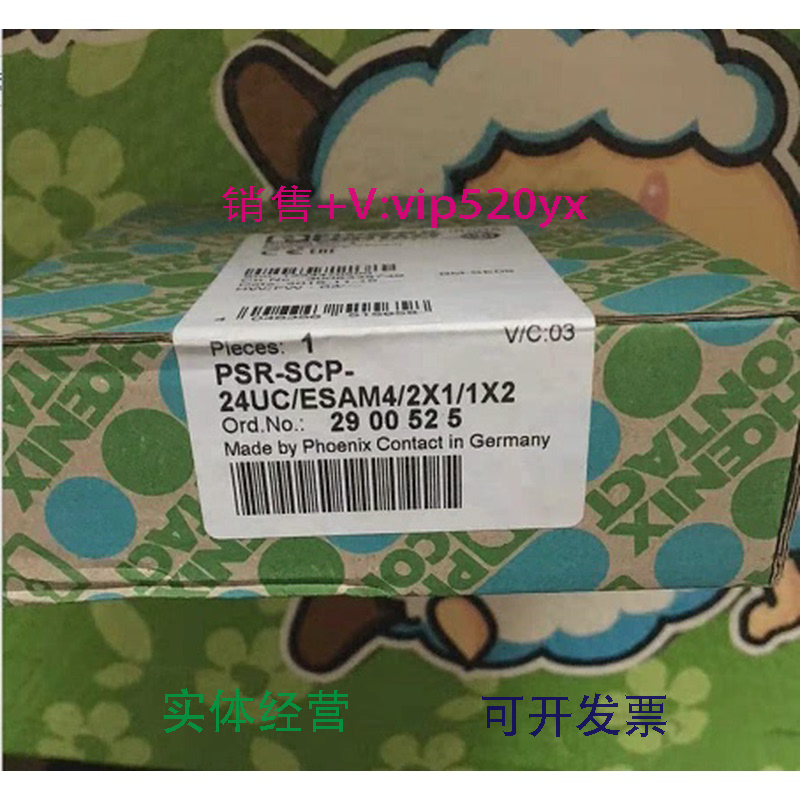 销售+V:vip520yx
Pieces: 1
V/C:03
PSR-SCP-
24UC/ESAM4/2X1/1X2
Ord.No.: 29 00 52 5
Made by Phoenix Contact in Germany
PHOENIX
CONTACT
实体经营
可开发票